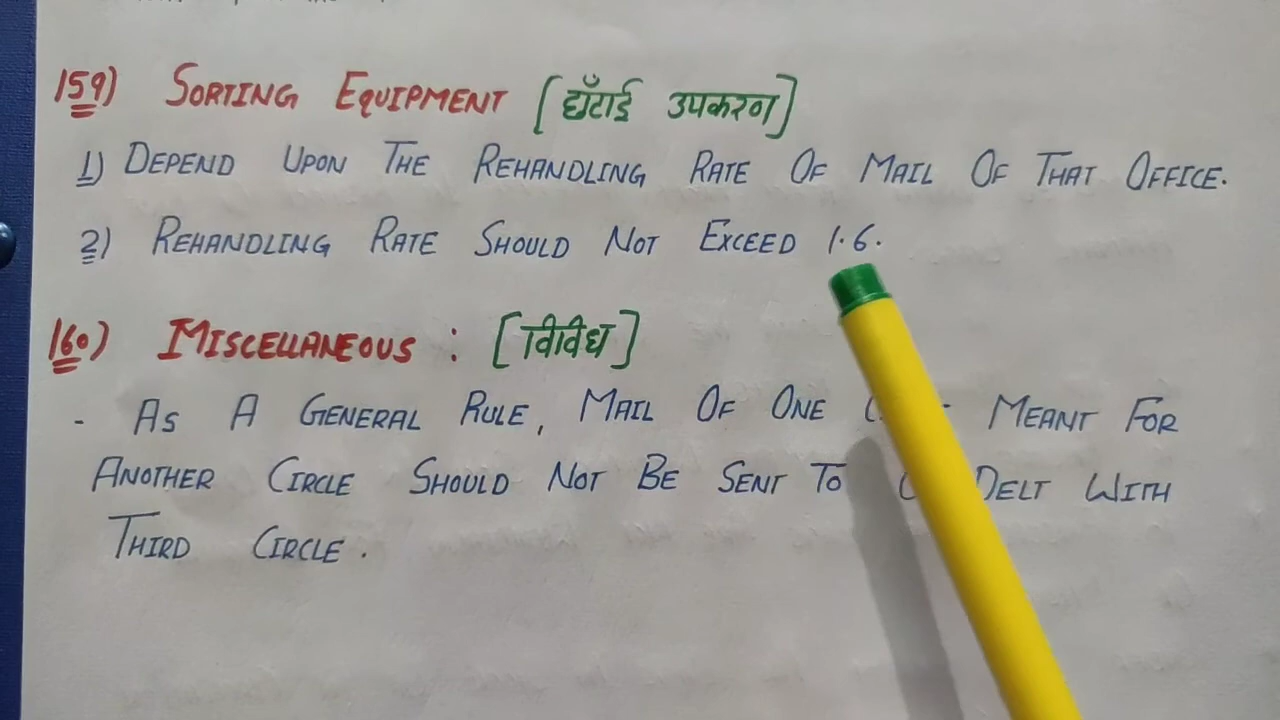 159) SORTING EQUIPMENT [छँटाई उपकरण]
1) DEPEND UPON THE REHANDLING RATE OF MAIL OF THAT OFFICE.
2) REHANDLING RATE SHOULD NOT EXCEED 1.6.
160) MISCELLANEOUS : [विविध]
- AS A GENERAL RULE, MAIL OF ONE MEANT FOR
ANOTHER CIRCLE SHOULD NOT BE SENT TO DELT WITH
THIRD CIRCLE.